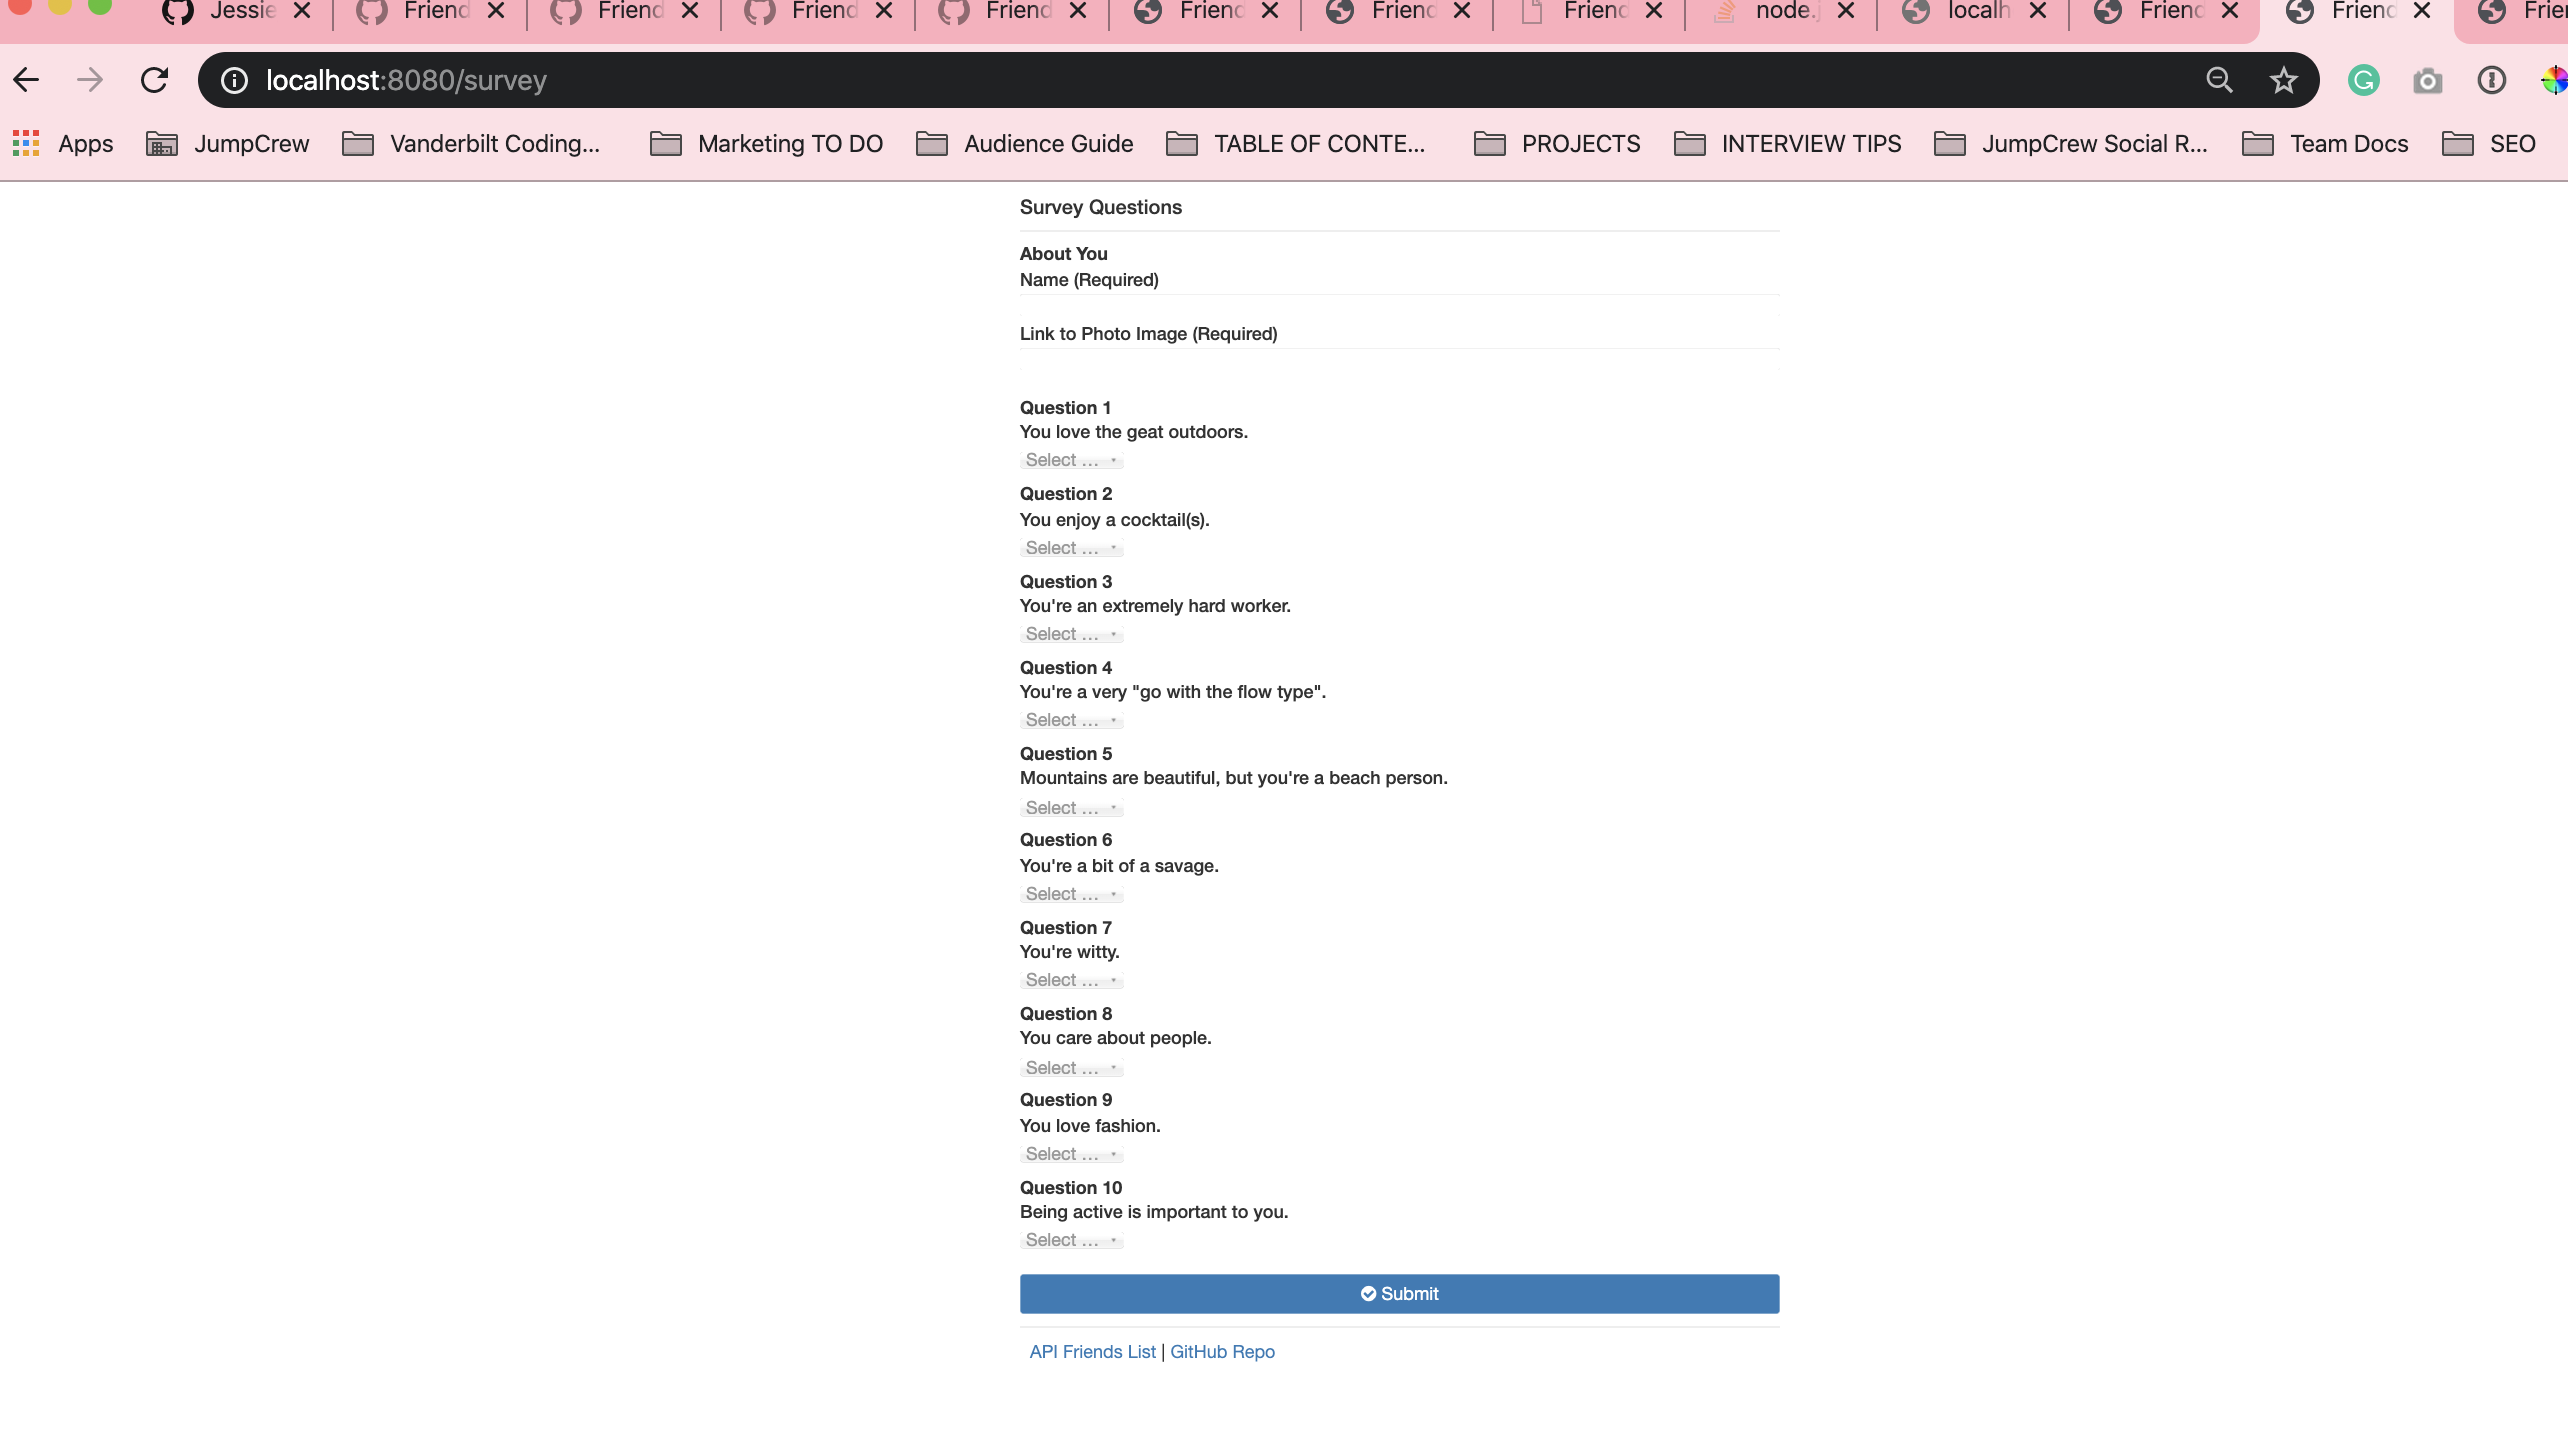 Jessie Friend Friend Friend Friend Friend Friend Friend node.j localh Friend Friend Frien
localhost:8080/survey
Apps JumpCrew Vanderbilt Coding... Marketing TO DO Audience Guide TABLE OF CONTE... PROJECTS INTERVIEW TIPS JumpCrew Social R... Team Docs SEO
Survey Questions
About You
Name (Required)
Link to Photo Image (Required)
Question 1
You love the geat outdoors.
Select ...
Question 2
You enjoy a cocktail(s).
Select ...
Question 3
You're an extremely hard worker.
Select ...
Question 4
You're a very "go with the flow type".
Select ...
Question 5
Mountains are beautiful, but you're a beach person.
Select ...
Question 6
You're a bit of a savage.
Select ...
Question 7
You're witty.
Select ...
Question 8
You care about people.
Select ...
Question 9
You love fashion.
Select ...
Question 10
Being active is important to you.
Select ...
Submit
API Friends List | GitHub Repo